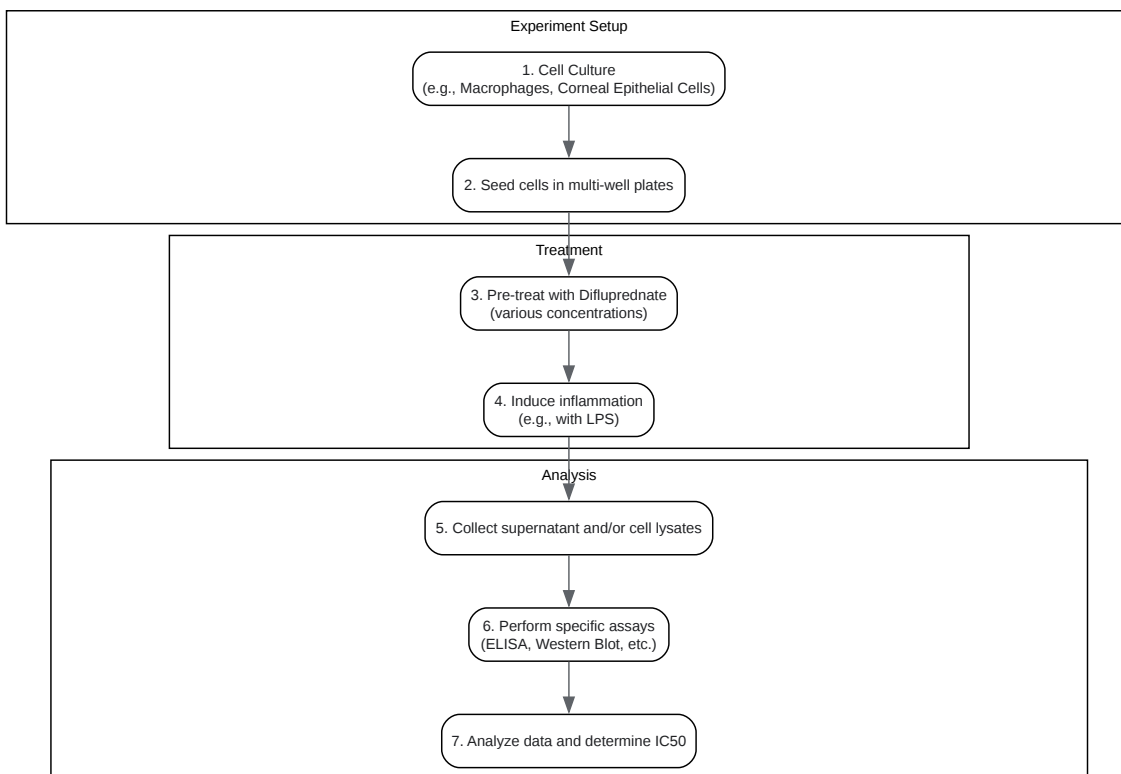 Experiment Setup
1. Cell Culture
(e.g., Macrophages, Corneal Epithelial Cells)
2. Seed cells in multi-well plates
Treatment
3. Pre-treat with Difluprednate
(various concentrations)
4. Induce inflammation
(e.g., with LPS)
Analysis
5. Collect supernatant and/or cell lysates
6. Perform specific assays
(ELISA, Western Blot, etc.)
7. Analyze data and determine IC50